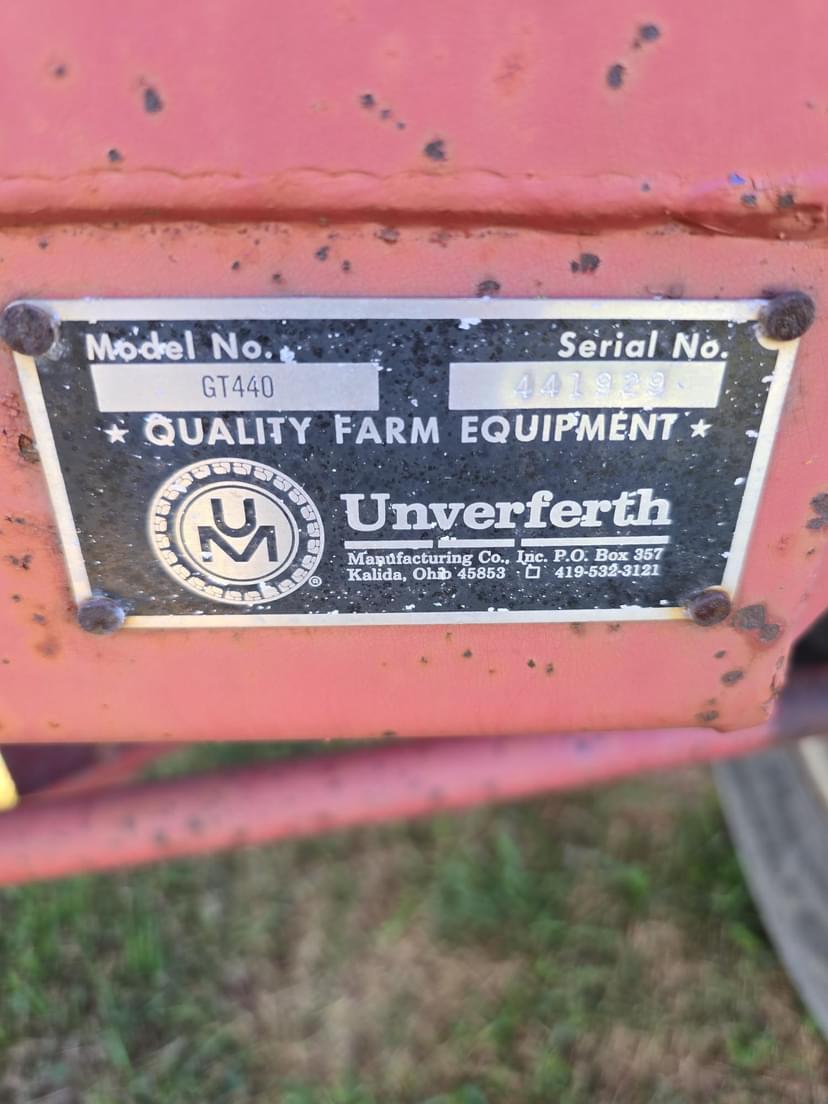 Model No. Serial No.
GT440 441929
★ QUALITY FARM EQUIPMENT ★
UM ®
Unverferth
Manufacturing Co., Inc. P.O. Box 357
Kalida, Ohio 45853 □ 419-532-3121